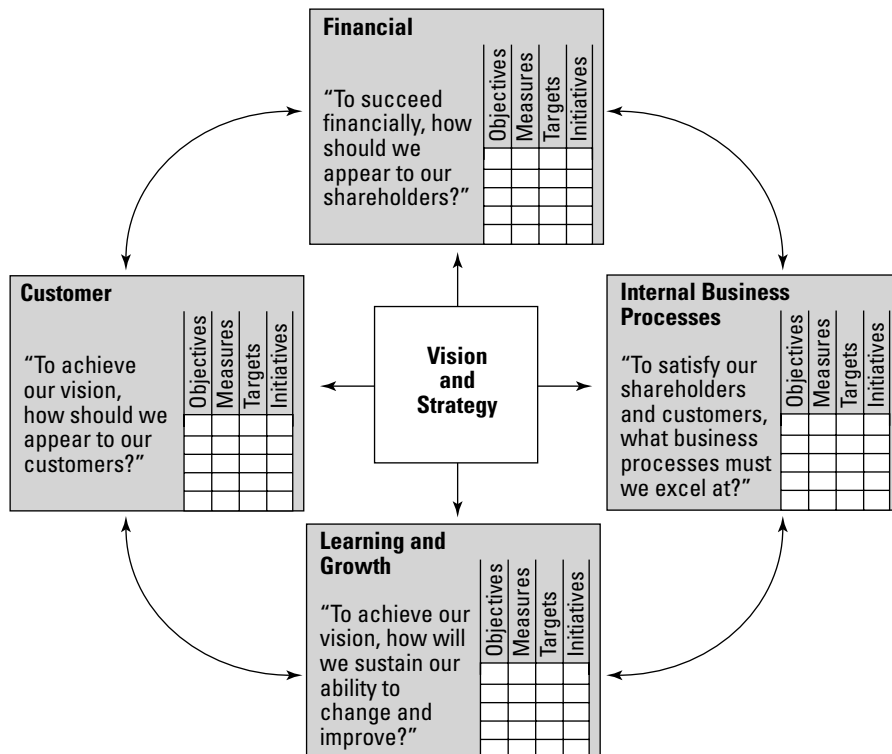 Financial
“To succeed
financially, how
should we
appear to our
shareholders?”
Objectives
Measures
Targets
Initiatives
Customer
“To achieve
our vision,
how should we
appear to our
customers?”
Objectives
Measures
Targets
Initiatives
Vision
and
Strategy
Internal Business
Processes
“To satisfy our
shareholders
and customers,
what business
processes must
we excel at?”
Objectives
Measures
Targets
Initiatives
Learning and
Growth
“To achieve our
vision, how will
we sustain our
ability to
change and
improve?”
Objectives
Measures
Targets
Initiatives